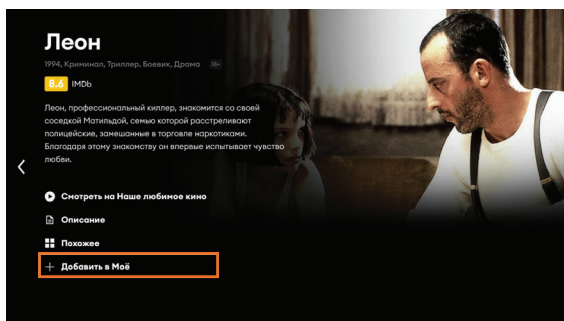 Леон
1994, Криминал, Триллер, Боевик, Драма 18+
8.6 IMDb
Леон, профессиональный киллер, знакомится со своей
соседкой Матильдой, семью которой расстреливают
полицейские, замешанные в торговле наркотиками.
Благодаря этому знакомству он впервые испытывает чувство
любви.
Смотреть на Наше любимое кино
Описание
Похожее
Добавить в Моё